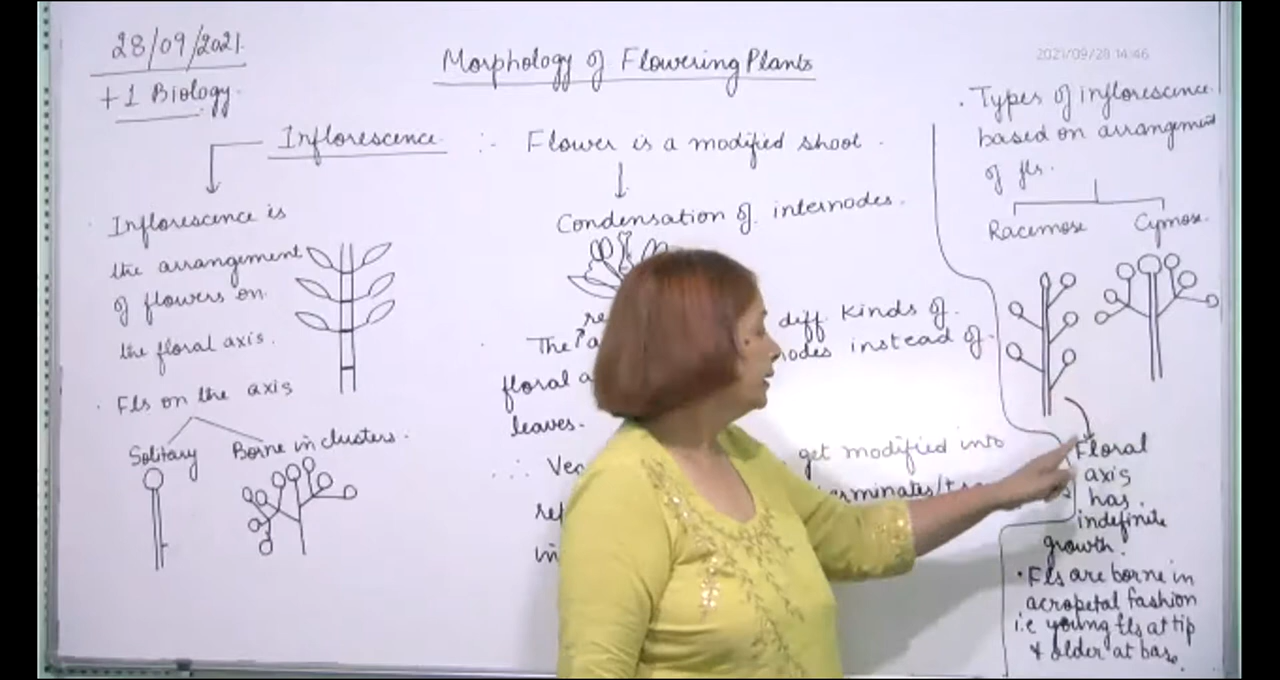 28/09/2021.
+1 Biology.
Morphology of Flowering Plants
2021/09/28 14:46
Inflorescence :- Flower is a modified shoot.
Condensation of internodes.
Inflorescence is
the arrangement
of flowers on
the floral axis.
Fls on the axis
Solitary
Borne in clusters.
diff kinds of
The
nodes instead of
floral
leaves.
get modified into
in
. Types of inflorescence
based on arrangement
of fls.
Racemose
Cymose.
Floral
axis
has
indefinite
growth.
. Fls are borne in
acropetal fashion
i.e young fls at tip
& older at base.